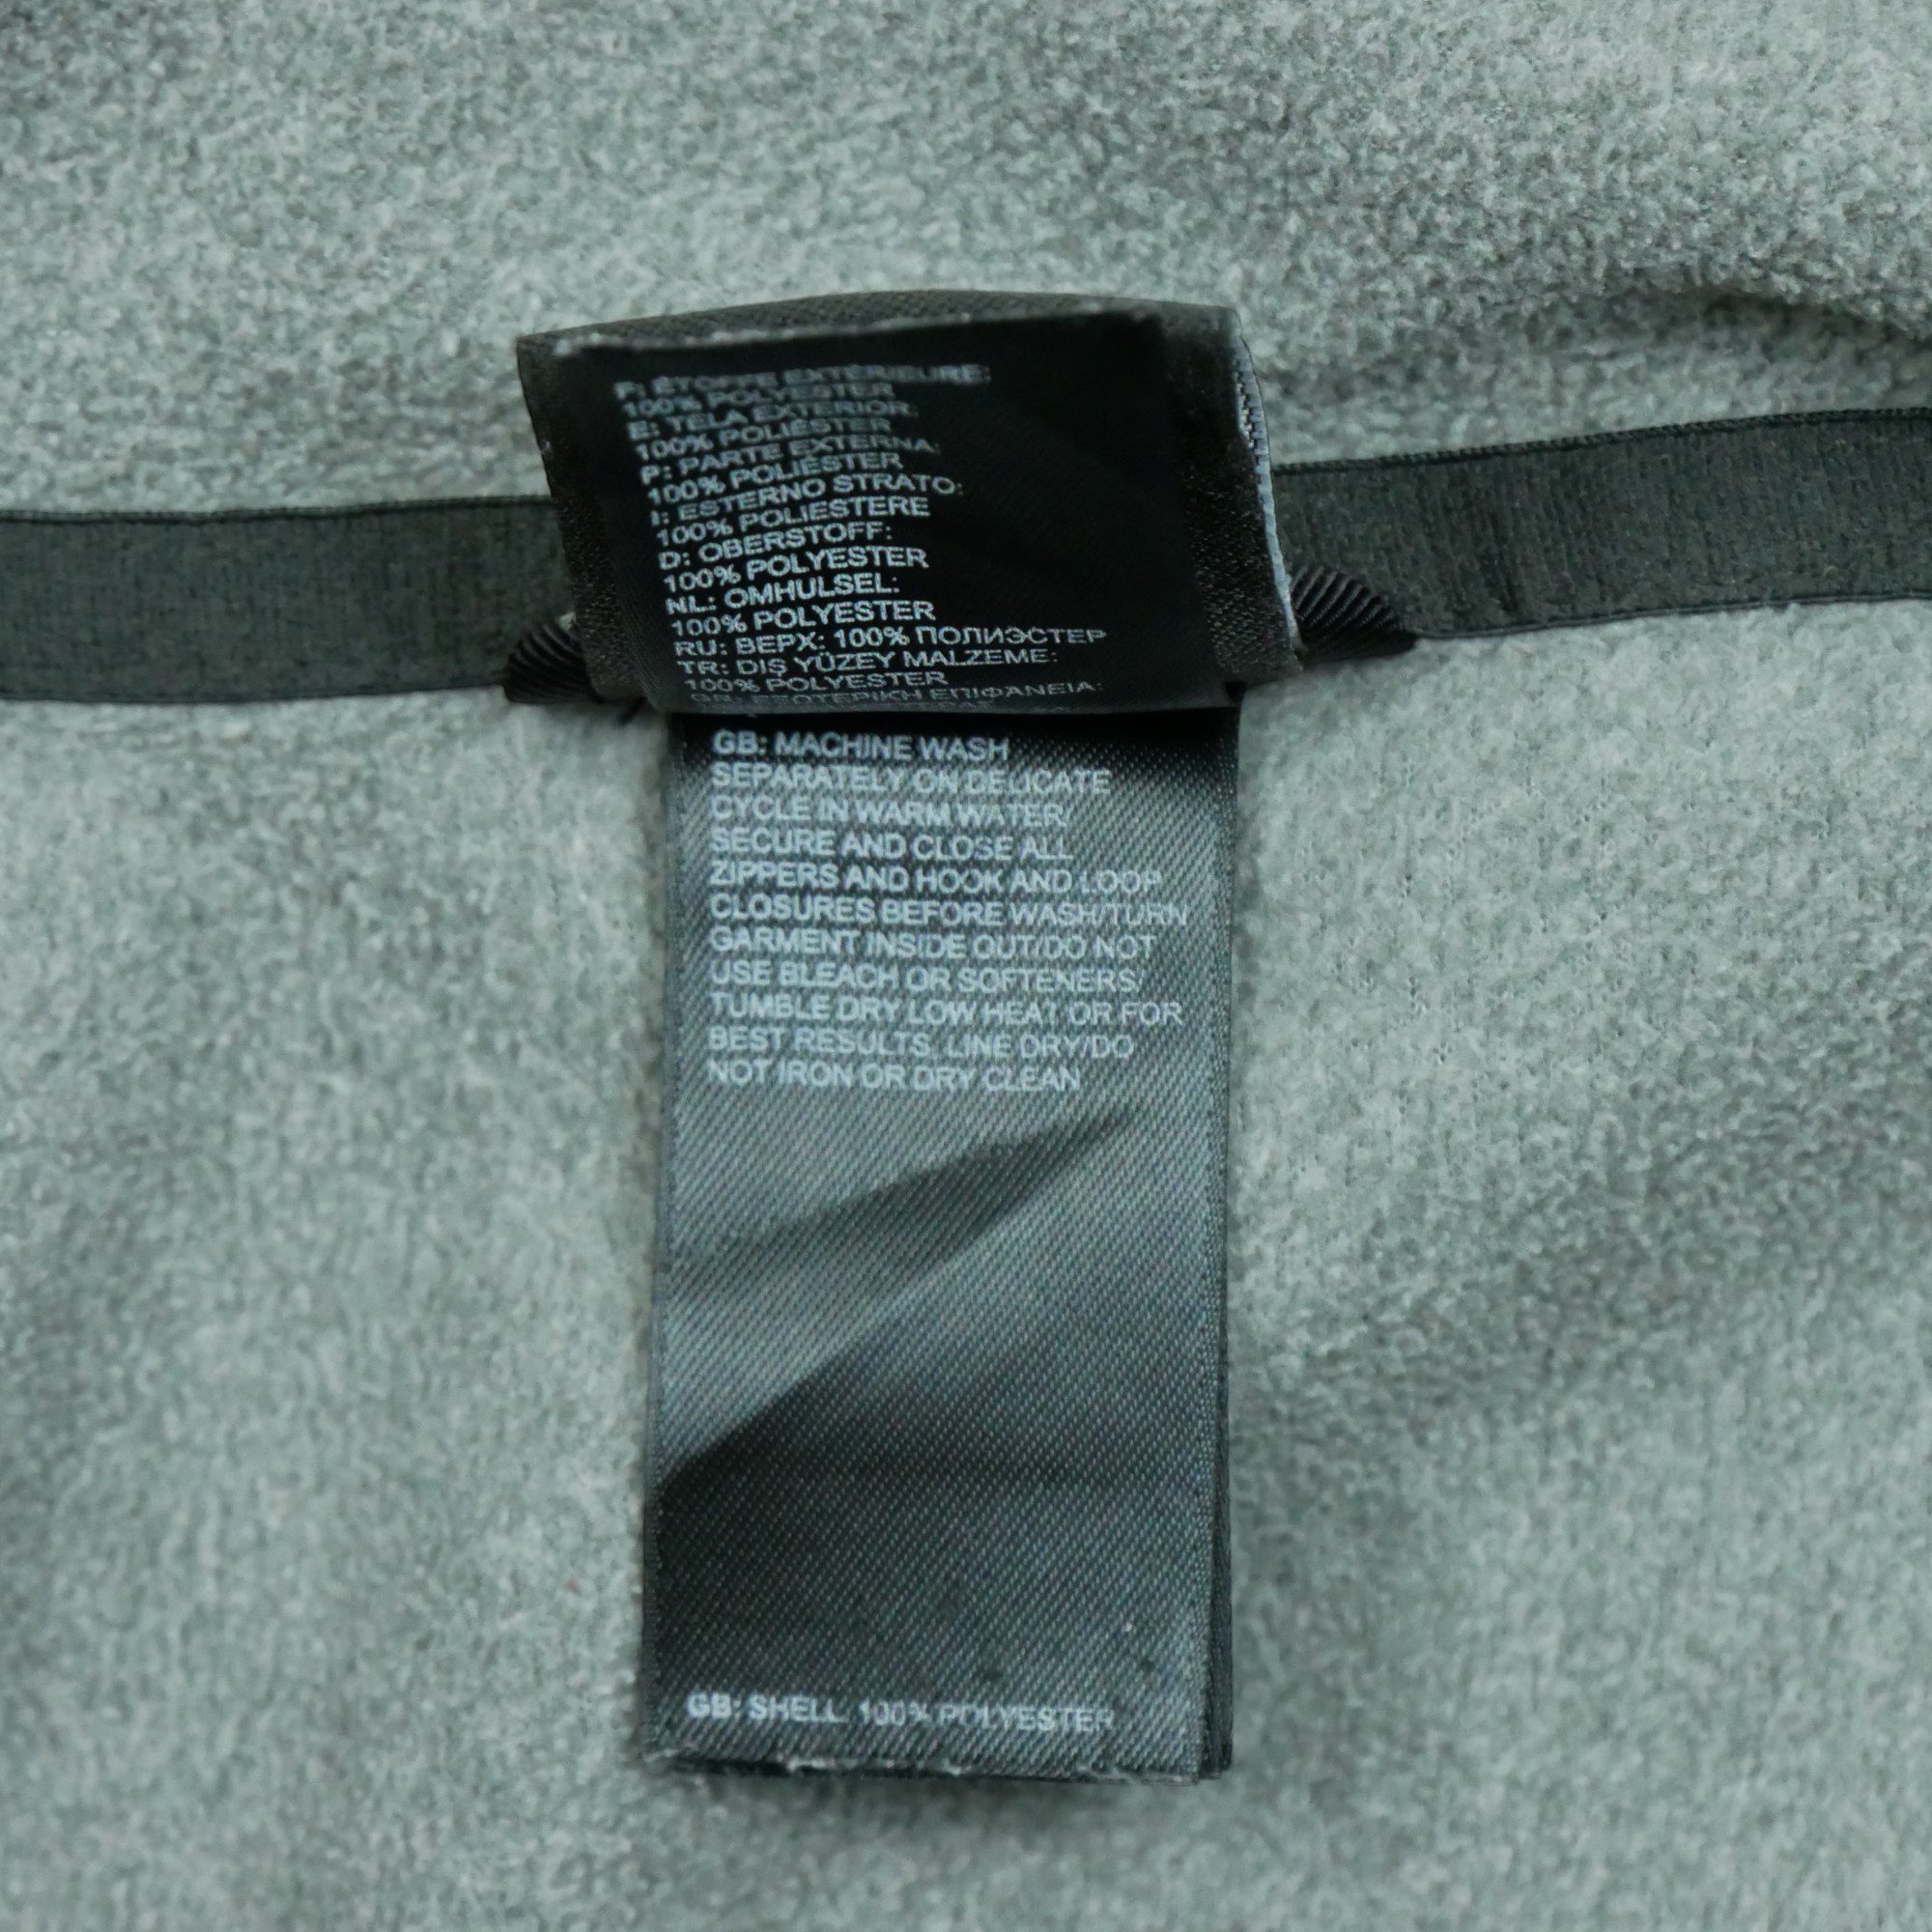 F: ÉTOFFE EXTÉRIEURE:
100% POLYESTER
E: TELA EXTERIOR:
100% POLIÉSTER
P: PARTE EXTERNA:
100% POLIÉSTER
I: ESTERNO STRATO:
100% POLIESTERE
D: OBERSTOFF:
100% POLYESTER
NL: OMHULSEL:
100% POLYESTER
RU: ВЕРХ: 100% ПОЛИЭСТЕР
TR: DIŞ YÜZEY MALZEME:
100% POLYESTER
ΕΞΩΤΕΡΙΚΗ ΕΠΙΦΑΝΕΙΑ:
GB: MACHINE WASH
SEPARATELY ON DELICATE
CYCLE IN WARM WATER/
SECURE AND CLOSE ALL
ZIPPERS AND HOOK AND LOOP
CLOSURES BEFORE WASH/TURN
GARMENT INSIDE OUT/DO NOT
USE BLEACH OR SOFTENERS/
TUMBLE DRY LOW HEAT OR FOR
BEST RESULTS, LINE DRY/DO
NOT IRON OR DRY CLEAN
GB: SHELL 100% POLYESTER